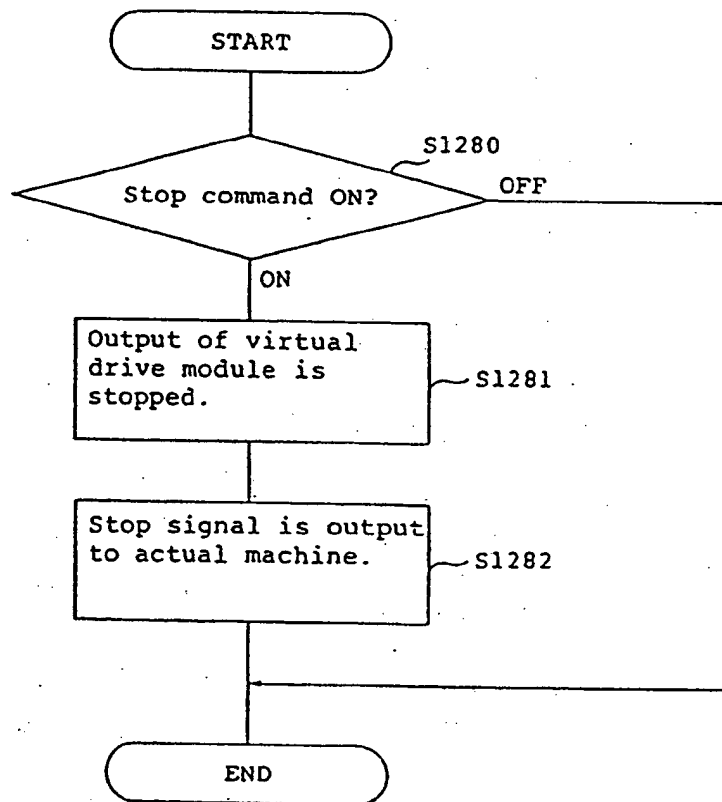 START
S1280
Stop command ON?
OFF
ON
Output of virtual
drive module is
stopped.
S1281
Stop signal is output
to actual machine.
S1282
END